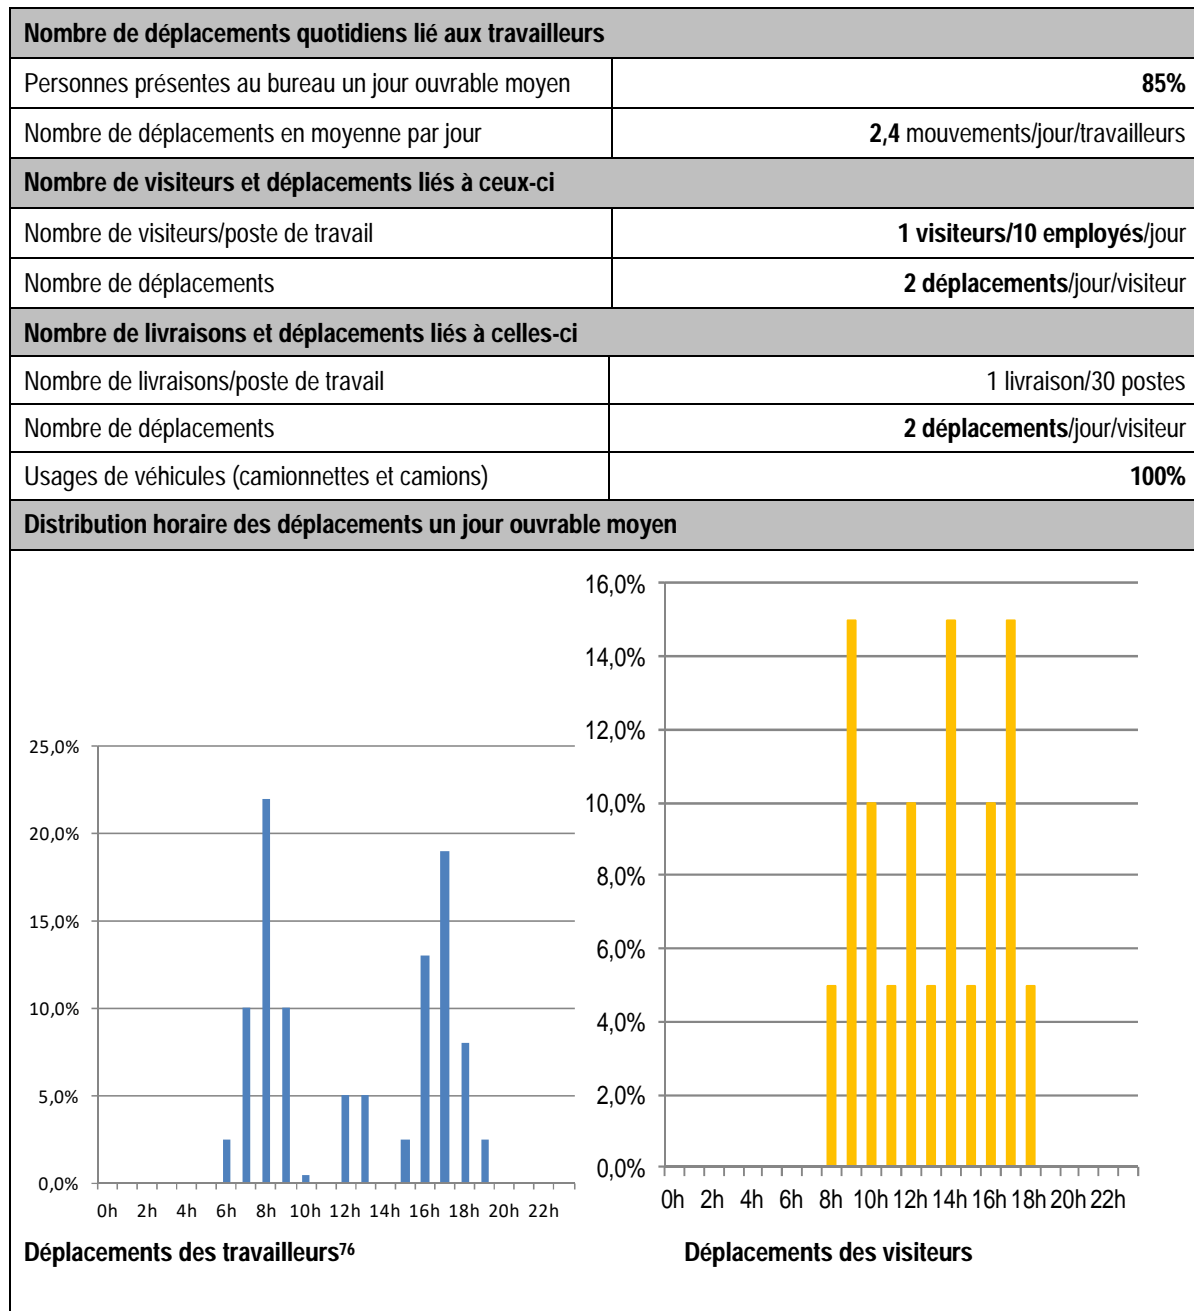 Nombre de déplacements quotidiens lié aux travailleurs
Personnes présentes au bureau un jour ouvrable moyen 85%
Nombre de déplacements en moyenne par jour 2,4 mouvements/jour/travailleurs
Nombre de visiteurs et déplacements liés à ceux-ci
Nombre de visiteurs/poste de travail 1 visiteurs/10 employés/jour
Nombre de déplacements 2 déplacements/jour/visiteur
Nombre de livraisons et déplacements liés à celles-ci
Nombre de livraisons/poste de travail 1 livraison/30 postes
Nombre de déplacements 2 déplacements/jour/visiteur
Usages de véhicules (camionnettes et camions) 100%
Distribution horaire des déplacements un jour ouvrable moyen
25,0%
20,0%
15,0%
10,0%
5,0%
0,0%
0h 2h 4h 6h 8h 10h 12h 14h 16h 18h 20h 22h
Déplacements des travailleurs⁷⁶
16,0%
14,0%
12,0%
10,0%
8,0%
6,0%
4,0%
2,0%
0,0%
0h 2h 4h 6h 8h 10h 12h 14h 16h 18h 20h 22h
Déplacements des visiteurs